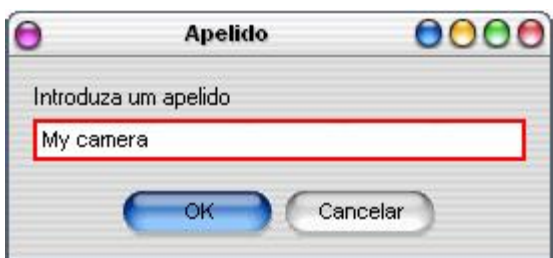 Apelido
Introduza um apelido
My camera
OK
Cancelar